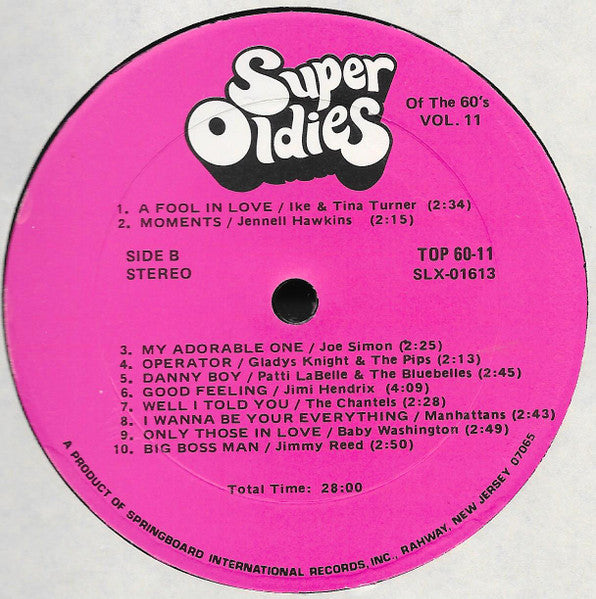 Super
Oldies
Of The 60's
VOL. 11
1. A FOOL IN LOVE / Ike & Tina Turner (2:34)
2. MOMENTS / Jennell Hawkins (2:15)
SIDE B
STEREO
TOP 60-11
SLX-01613
3. MY ADORABLE ONE / Joe Simon (2:25)
4. OPERATOR / Gladys Knight & The Pips (2:13)
5. DANNY BOY / Patti LaBelle & The Bluebelles (2:45)
6. GOOD FEELING / Jimi Hendrix (4:09)
7. WELL I TOLD YOU / The Chantels (2:28)
8. I WANNA BE YOUR EVERYTHING / Manhattans (2:43)
9. ONLY THOSE IN LOVE / Baby Washington (2:49)
10. BIG BOSS MAN / Jimmy Reed (2:50)
Total Time: 28:00
A PRODUCT OF SPRINGBOARD INTERNATIONAL RECORDS, INC., RAHWAY, NEW JERSEY 07065